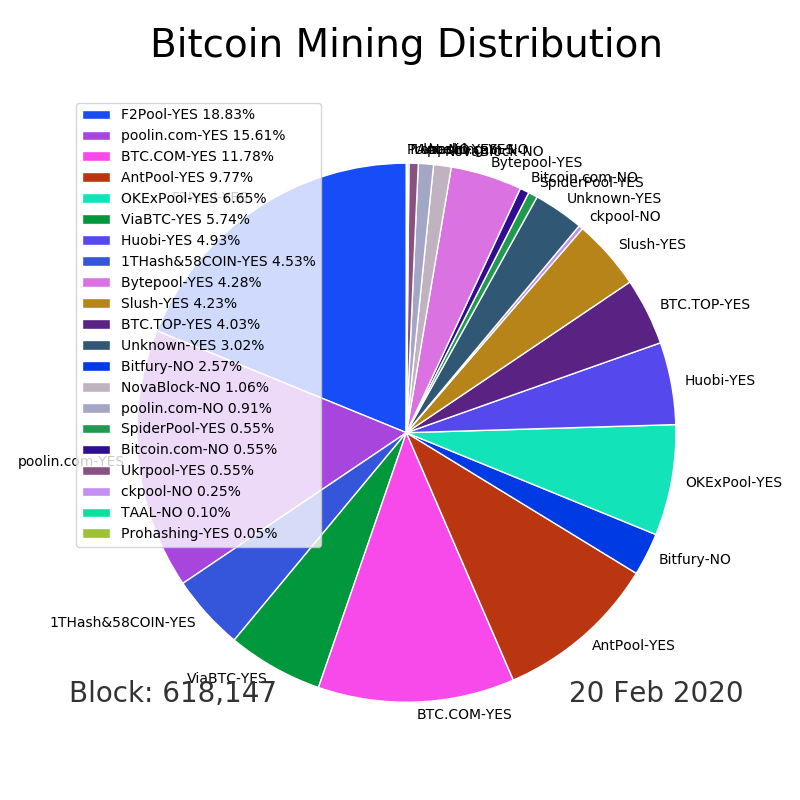 Bitcoin Mining Distribution
F2Pool-YES 18.83%
poolin.com-YES 15.61%
BTC.COM-YES 11.78%
AntPool-YES 9.77%
OKExPool-YES 6.65%
ViaBTC-YES 5.74%
Huobi-YES 4.93%
1THash&58COIN-YES 4.53%
Bytepool-YES 4.28%
Slush-YES 4.23%
BTC.TOP-YES 4.03%
Unknown-YES 3.02%
Bitfury-NO 2.57%
NovaBlock-NO 1.06%
poolin.com-NO 0.91%
SpiderPool-YES 0.55%
Bitcoin.com-NO 0.55%
Ukrpool-YES 0.55%
ckpool-NO 0.25%
TAAL-NO 0.10%
Prohashing-YES 0.05%
Bytepool-YES
Bitcoin.com-NO
SpiderPool-YES
Unknown-YES
ckpool-NO
Slush-YES
BTC.TOP-YES
Huobi-YES
OKExPool-YES
Bitfury-NO
AntPool-YES
BTC.COM-YES
ViaBTC-YES
1THash&58COIN-YES
poolin.com-YES
Block: 618,147
20 Feb 2020